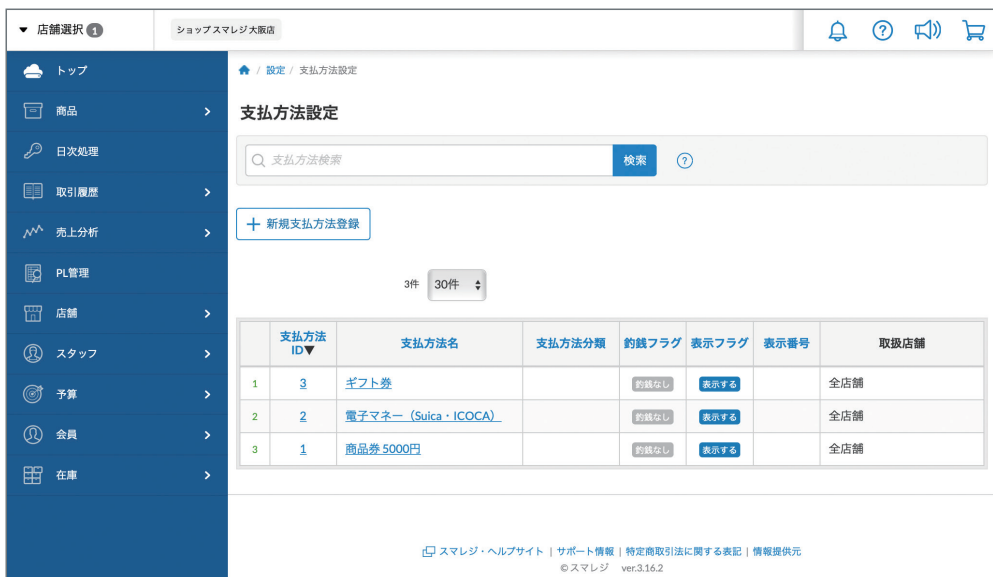 ▼ 店舗選択 1
ショップスマレジ大阪店
トップ
商品
日次処理
取引履歴
売上分析
PL管理
店舗
スタッフ
予算
会員
在庫
/ 設定 / 支払方法設定
支払方法設定
支払方法検索 検索 ?
+ 新規支払方法登録
3件 30件
支払方法ID▼ 支払方法名 支払方法分類 釣銭フラグ 表示フラグ 表示番号 取扱店舗
1 3 ギフト券 釣銭なし 表示する 全店舗
2 2 電子マネー（Suica・ICOCA） 釣銭なし 表示する 全店舗
3 1 商品券 5000円 釣銭なし 表示する 全店舗
スマレジ・ヘルプサイト | サポート情報 | 特定商取引法に関する表記 | 情報提供元
© スマレジ ver.3.16.2